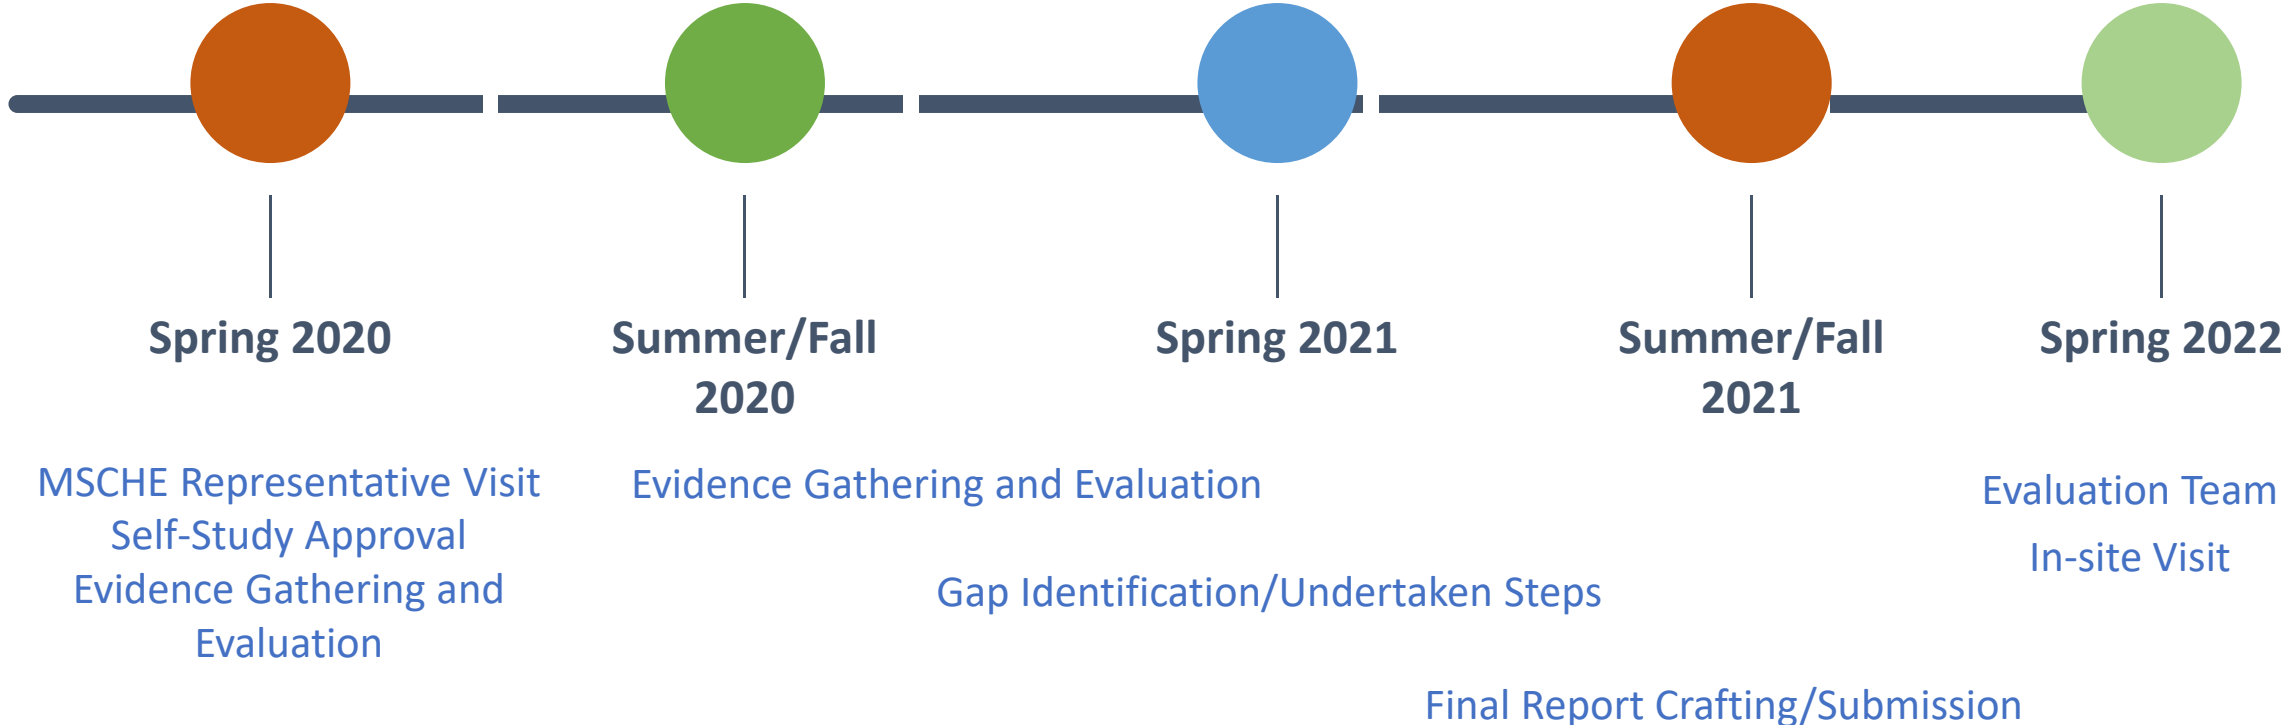 Spring 2020
Summer/Fall
2020
Spring 2021
Summer/Fall
2021
Spring 2022
MSCHE Representative Visit
Self-Study Approval
Evidence Gathering and
Evaluation
Evidence Gathering and Evaluation
Gap Identification/Undertaken Steps
Final Report Crafting/Submission
Evaluation Team
In-site Visit